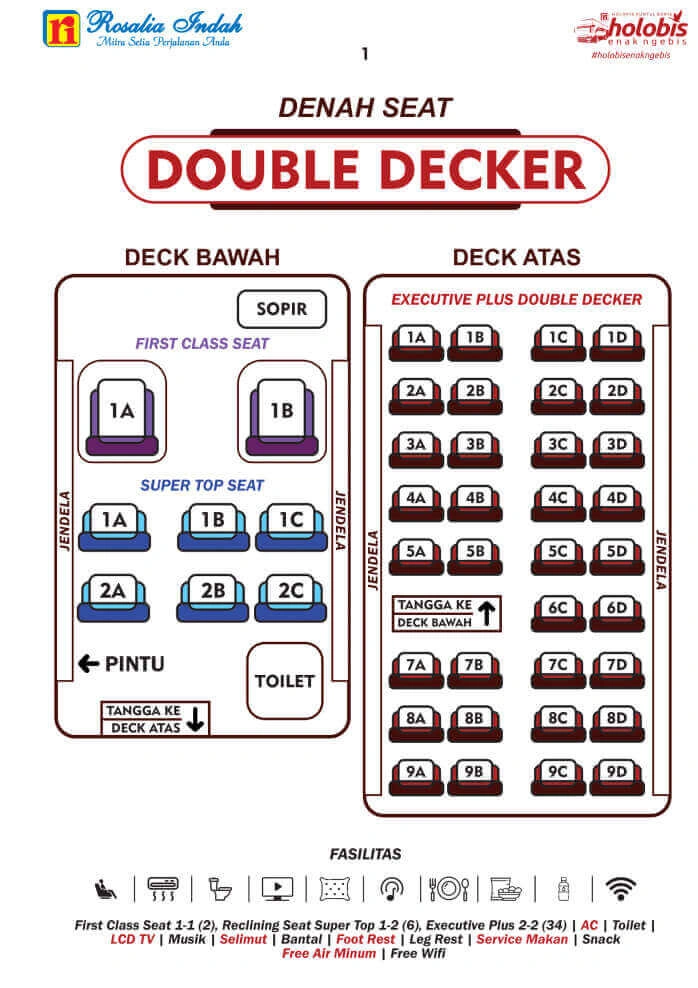 ri Rosalia Indah
Mitra Setia Perjalanan Anda
holobis
enak ngebis
#holobisenakngebis
1
DENAH SEAT
DOUBLE DECKER
DECK BAWAH
SOPIR
FIRST CLASS SEAT
1A 1B
SUPER TOP SEAT
1A 1B 1C
2A 2B 2C
JENDELA
JENDELA
PINTU
TOILET
TANGGA KE
DECK ATAS
DECK ATAS
EXECUTIVE PLUS DOUBLE DECKER
1A 1B 1C 1D
2A 2B 2C 2D
3A 3B 3C 3D
4A 4B 4C 4D
5A 5B 5C 5D
JENDELA
JENDELA
TANGGA KE
DECK BAWAH
6C 6D
7A 7B 7C 7D
8A 8B 8C 8D
9A 9B 9C 9D
FASILITAS
First Class Seat 1-1 (2), Reclining Seat Super Top 1-2 (6), Executive Plus 2-2 (34) | AC | Toilet |
LCD TV | Musik | Selimut | Bantal | Foot Rest | Leg Rest | Service Makan | Snack
Free Air Minum | Free Wifi